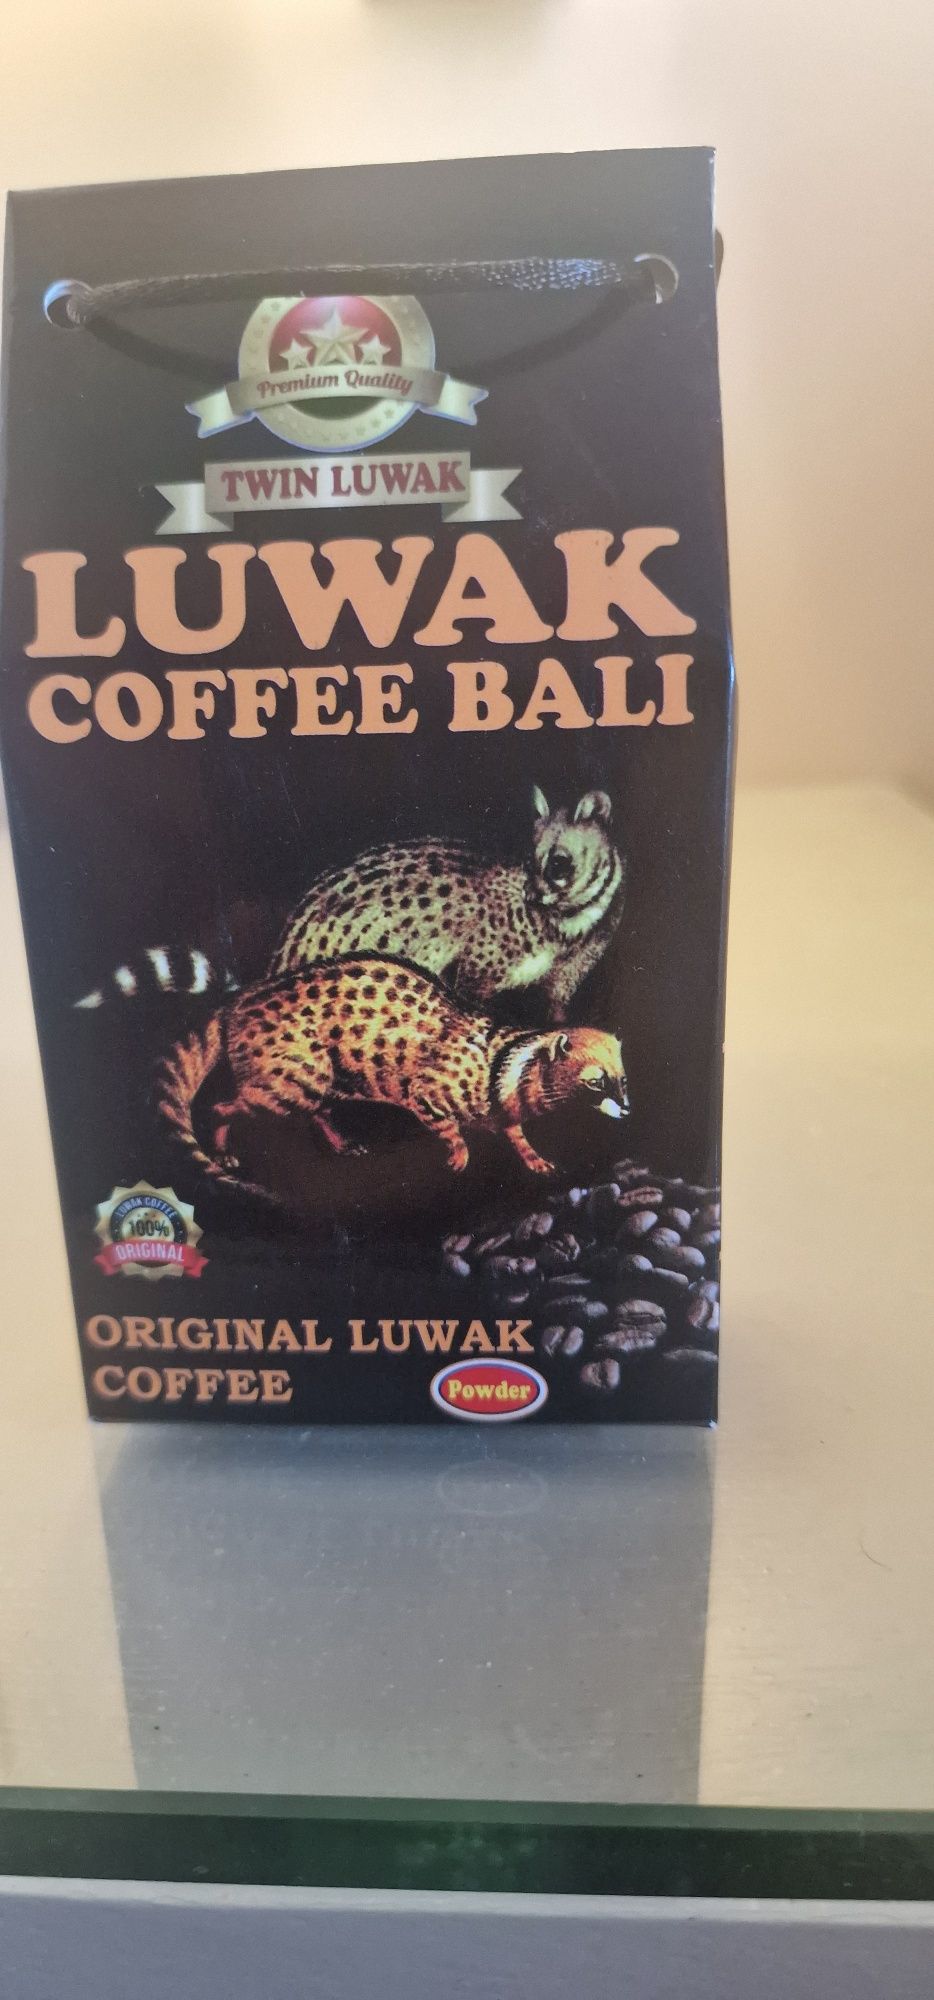 Premium Quality
TWIN LUWAK
LUWAK
COFFEE BALI
LUWAK COFFEE
100%
ORIGINAL
ORIGINAL LUWAK
COFFEE
Powder